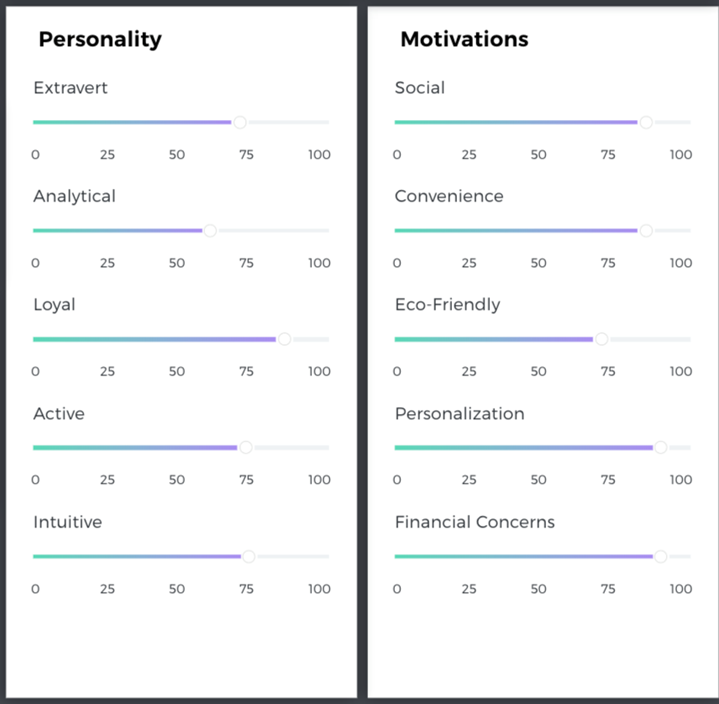 Personality
Extravert
0 25 50 75 100
Analytical
0 25 50 75 100
Loyal
0 25 50 75 100
Active
0 25 50 75 100
Intuitive
0 25 50 75 100
Motivations
Social
0 25 50 75 100
Convenience
0 25 50 75 100
Eco-Friendly
0 25 50 75 100
Personalization
0 25 50 75 100
Financial Concerns
0 25 50 75 100